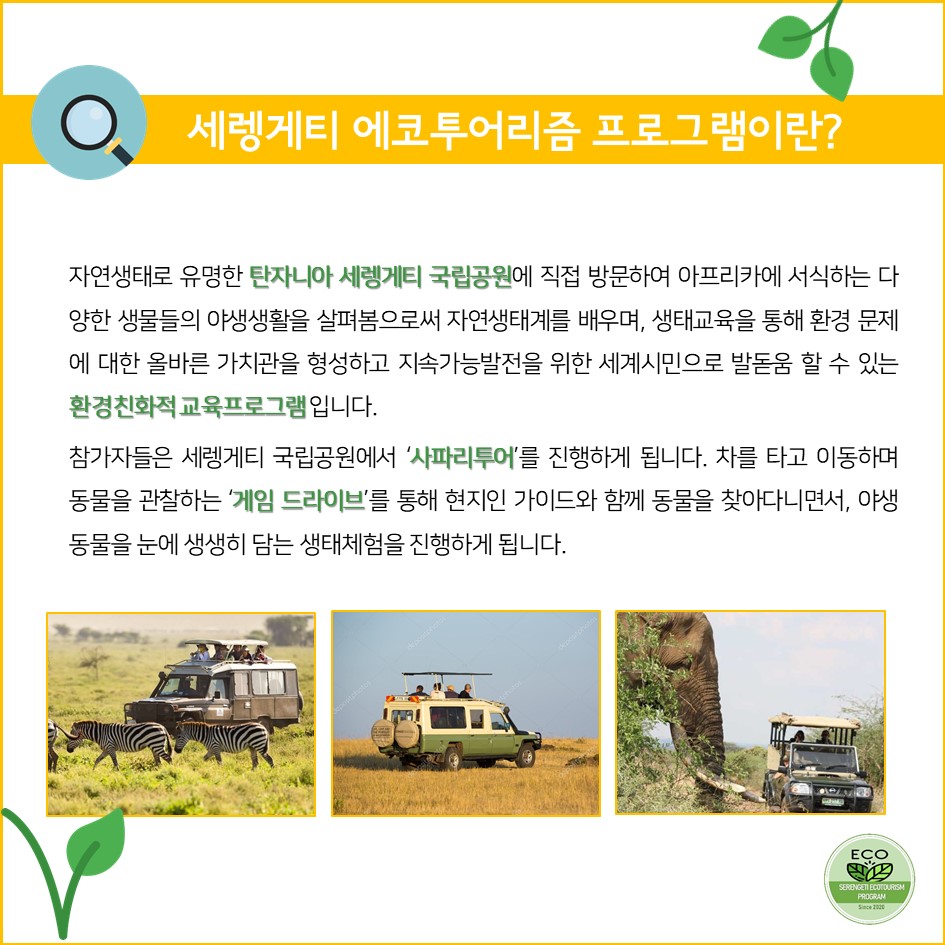 세렝게티 에코투어리즘 프로그램이란?
자연생태로 유명한 탄자니아 세렝게티 국립공원에 직접 방문하여 아프리카에 서식하는 다
양한 생물들의 야생생활을 살펴봄으로써 자연생태계를 배우며, 생태교육을 통해 환경 문제
에 대한 올바른 가치관을 형성하고 지속가능발전을 위한 세계시민으로 발돋움 할 수 있는
환경친화적 교육프로그램입니다.
참가자들은 세렝게티 국립공원에서 ‘사파리투어’를 진행하게 됩니다. 차를 타고 이동하며
동물을 관찰하는 ‘게임 드라이브’를 통해 현지인 가이드와 함께 동물을 찾아다니면서, 야생
동물을 눈에 생생히 담는 생태체험을 진행하게 됩니다.
ECO
SERENGETI ECOTOURISM
PROGRAM
Since 2020